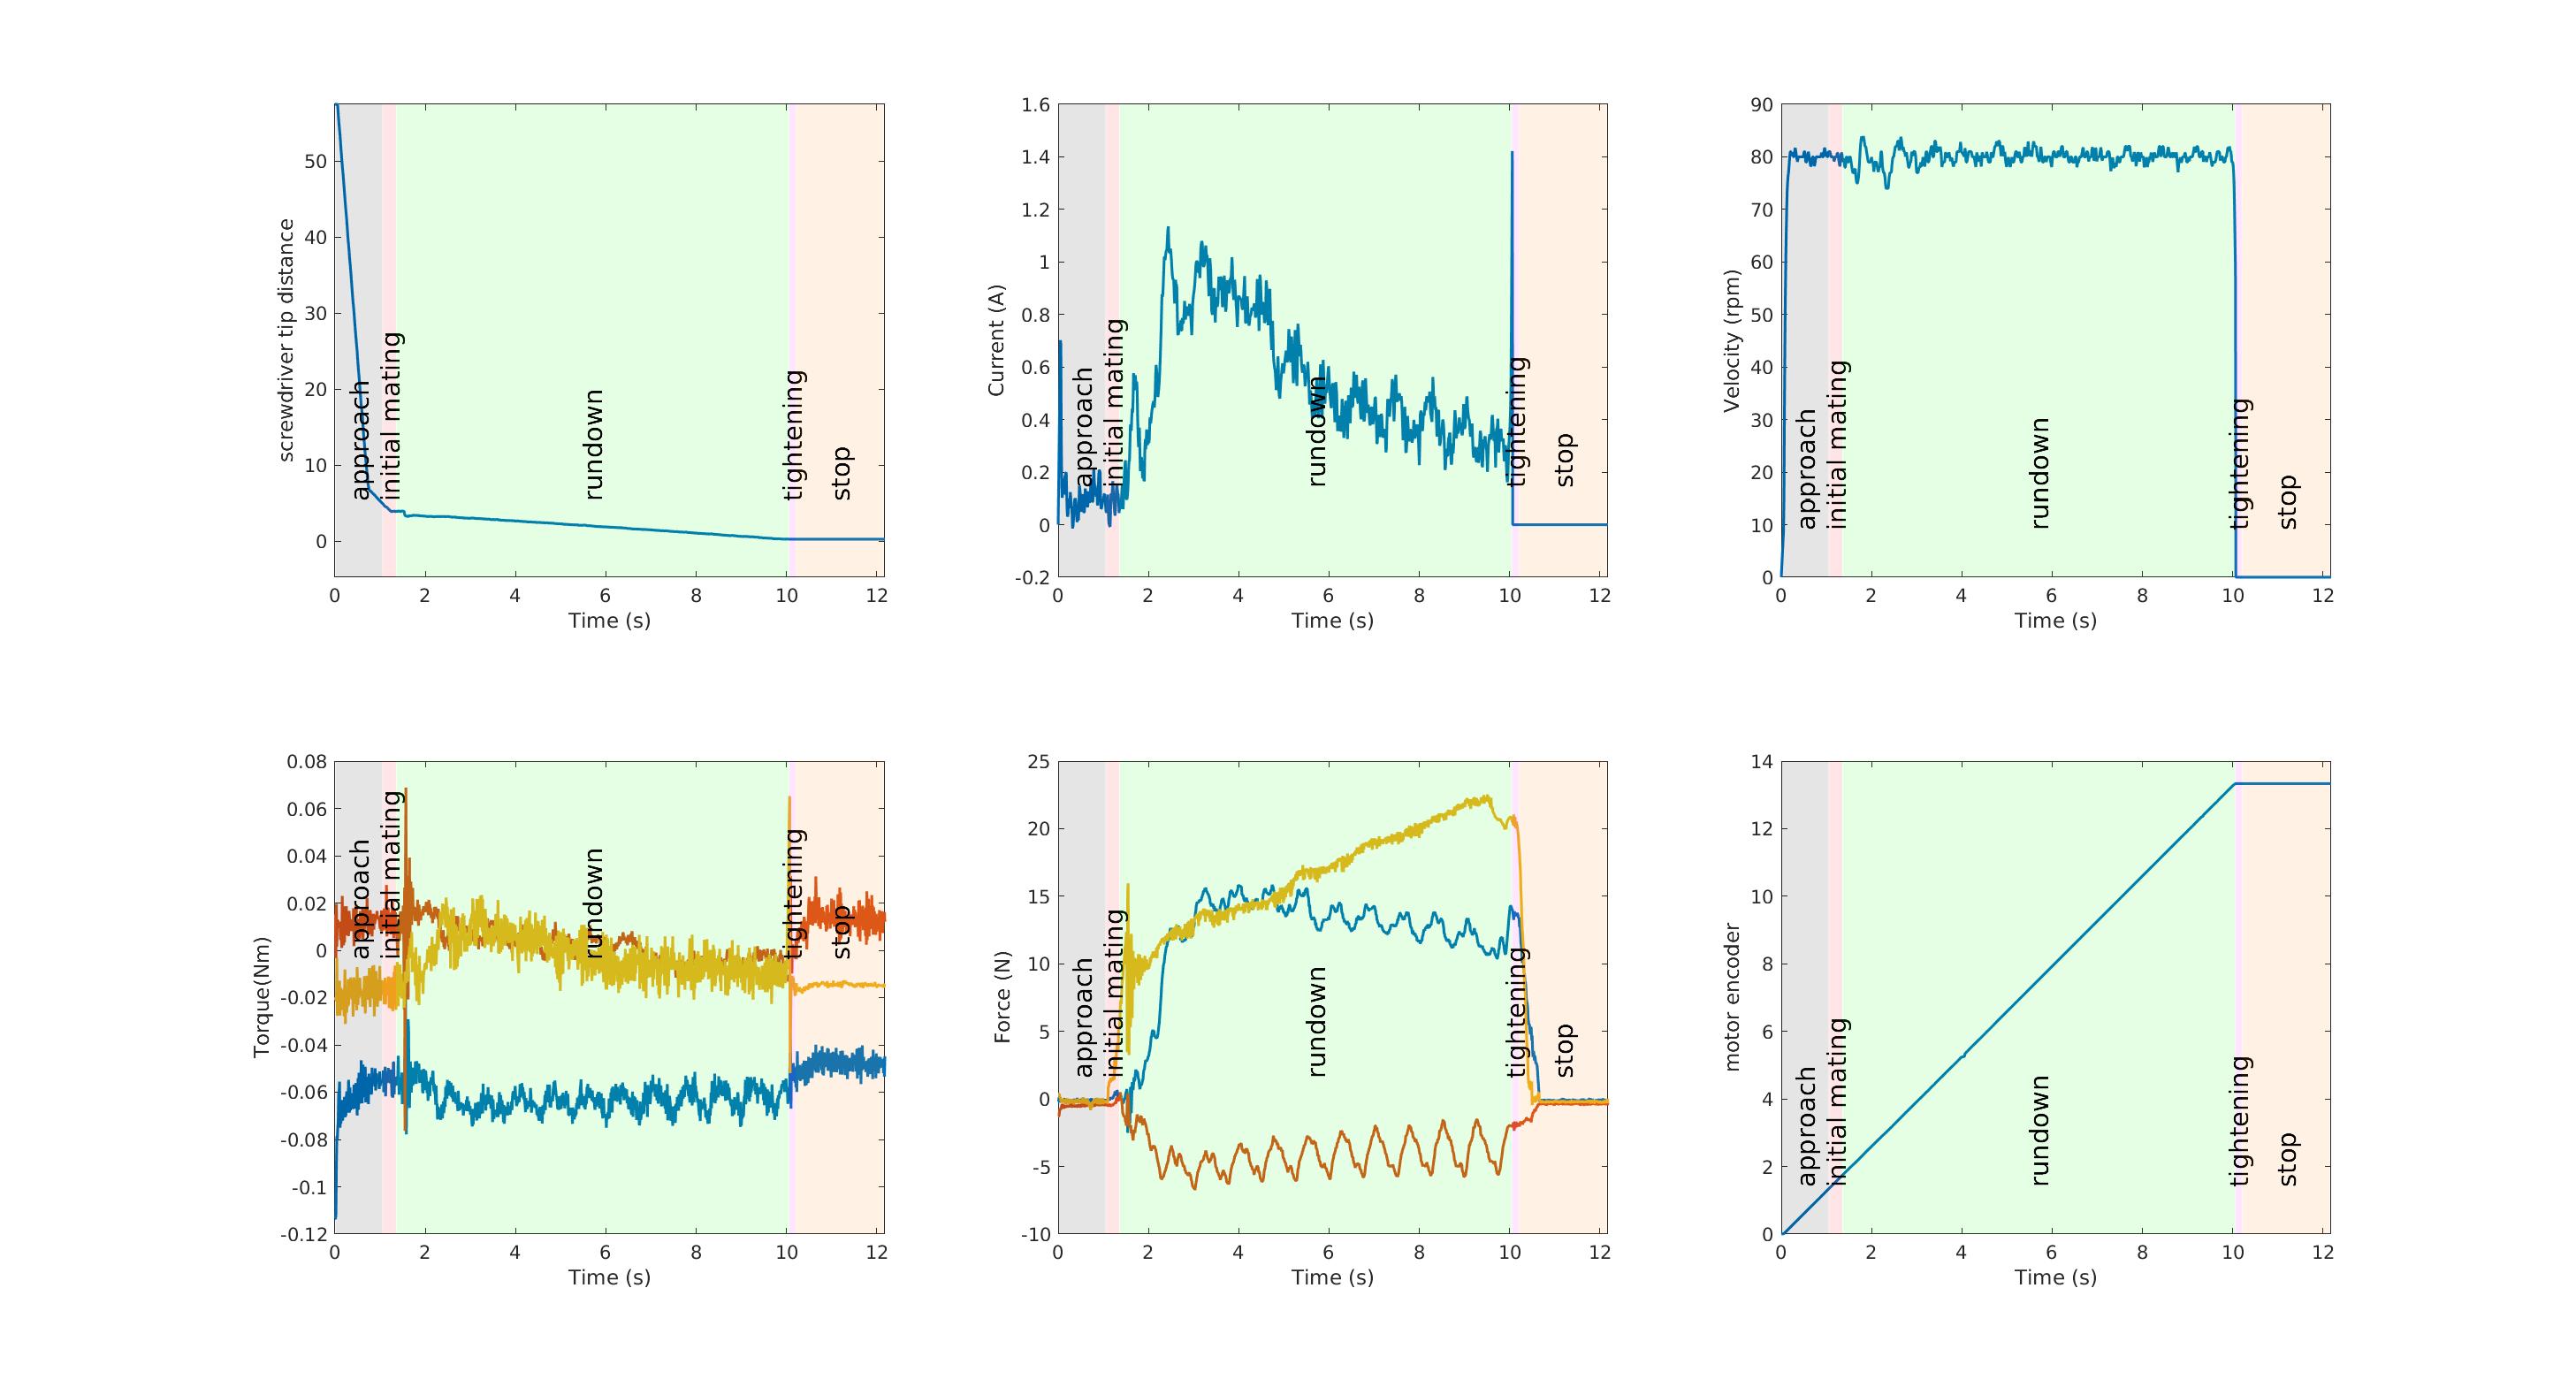 50
40
30
20
10
0
screwdriver tip distance
approach
initial mating
rundown
tightening
stop
0 2 4 6 8 10 12
Time (s)
1.6
1.4
1.2
1
0.8
0.6
0.4
0.2
0
-0.2
Current (A)
approach
initial mating
rundown
tightening
stop
0 2 4 6 8 10 12
Time (s)
90
80
70
60
50
40
30
20
10
0
Velocity (rpm)
approach
initial mating
rundown
tightening
stop
0 2 4 6 8 10 12
Time (s)
0.08
0.06
0.04
0.02
0
-0.02
-0.04
-0.06
-0.08
-0.1
-0.12
Torque(Nm)
approach
initial mating
rundown
tightening
stop
0 2 4 6 8 10 12
Time (s)
25
20
15
10
5
0
-5
-10
Force (N)
approach
initial mating
rundown
tightening
stop
0 2 4 6 8 10 12
Time (s)
14
12
10
8
6
4
2
0
motor encoder
approach
initial mating
rundown
tightening
stop
0 2 4 6 8 10 12
Time (s)